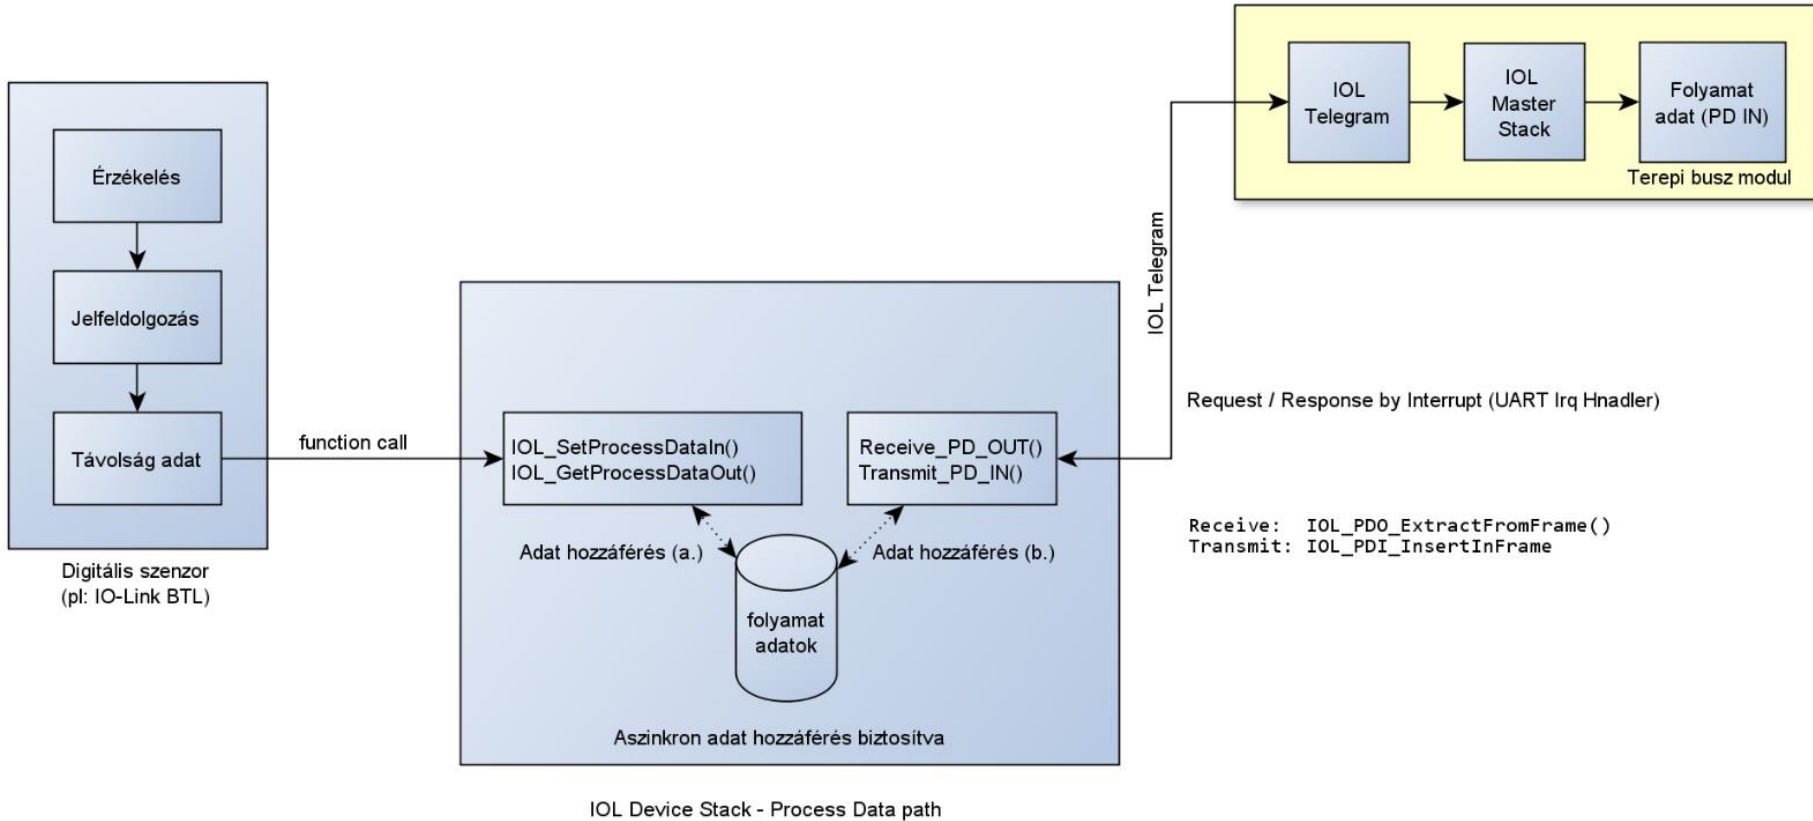 Érzékelés
Jelfeldolgozás
Távolság adat
Digitális szenzor
(pl: IO-Link BTL)
function call
IOL_SetProcessDataIn()
IOL_GetProcessDataOut()
Receive_PD_OUT()
Transmit_PD_IN()
Adat hozzáférés (a.)
Adat hozzáférés (b.)
folyamat
adatok
Aszinkron adat hozzáférés biztosítva
IOL Device Stack - Process Data path
IOL Telegram
IOL
Telegram
IOL
Master
Stack
Folyamat
adat (PD IN)
Terepi busz modul
Request / Response by Interrupt (UART Irq Hnadler)
Receive: IOL_PDO_ExtractFromFrame()
Transmit: IOL_PDI_InsertInFrame